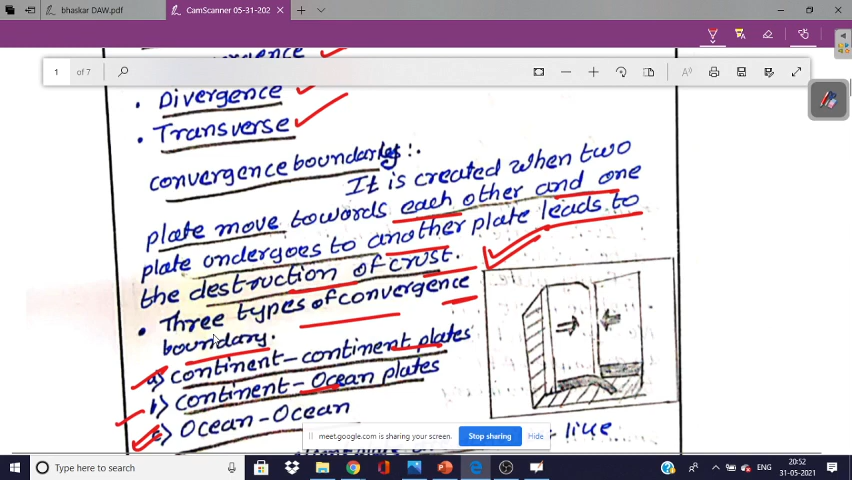 bhaskar DAW.pdf
CamScanner 05-31-202
1 of 7
• Divergence
• Transverse
convergence boundaries :.
It is created when two
plate move towards each other and one
plate undergoes to another plate leads to
the destruction of crust.
• Three types of convergence
boundary.
a) continent-continent plates
b) continent-Ocean plates
c) Ocean-Ocean
like
meet.google.com is sharing your screen.
Stop sharing
Hide
Type here to search
ENG
20:52
31-05-2021